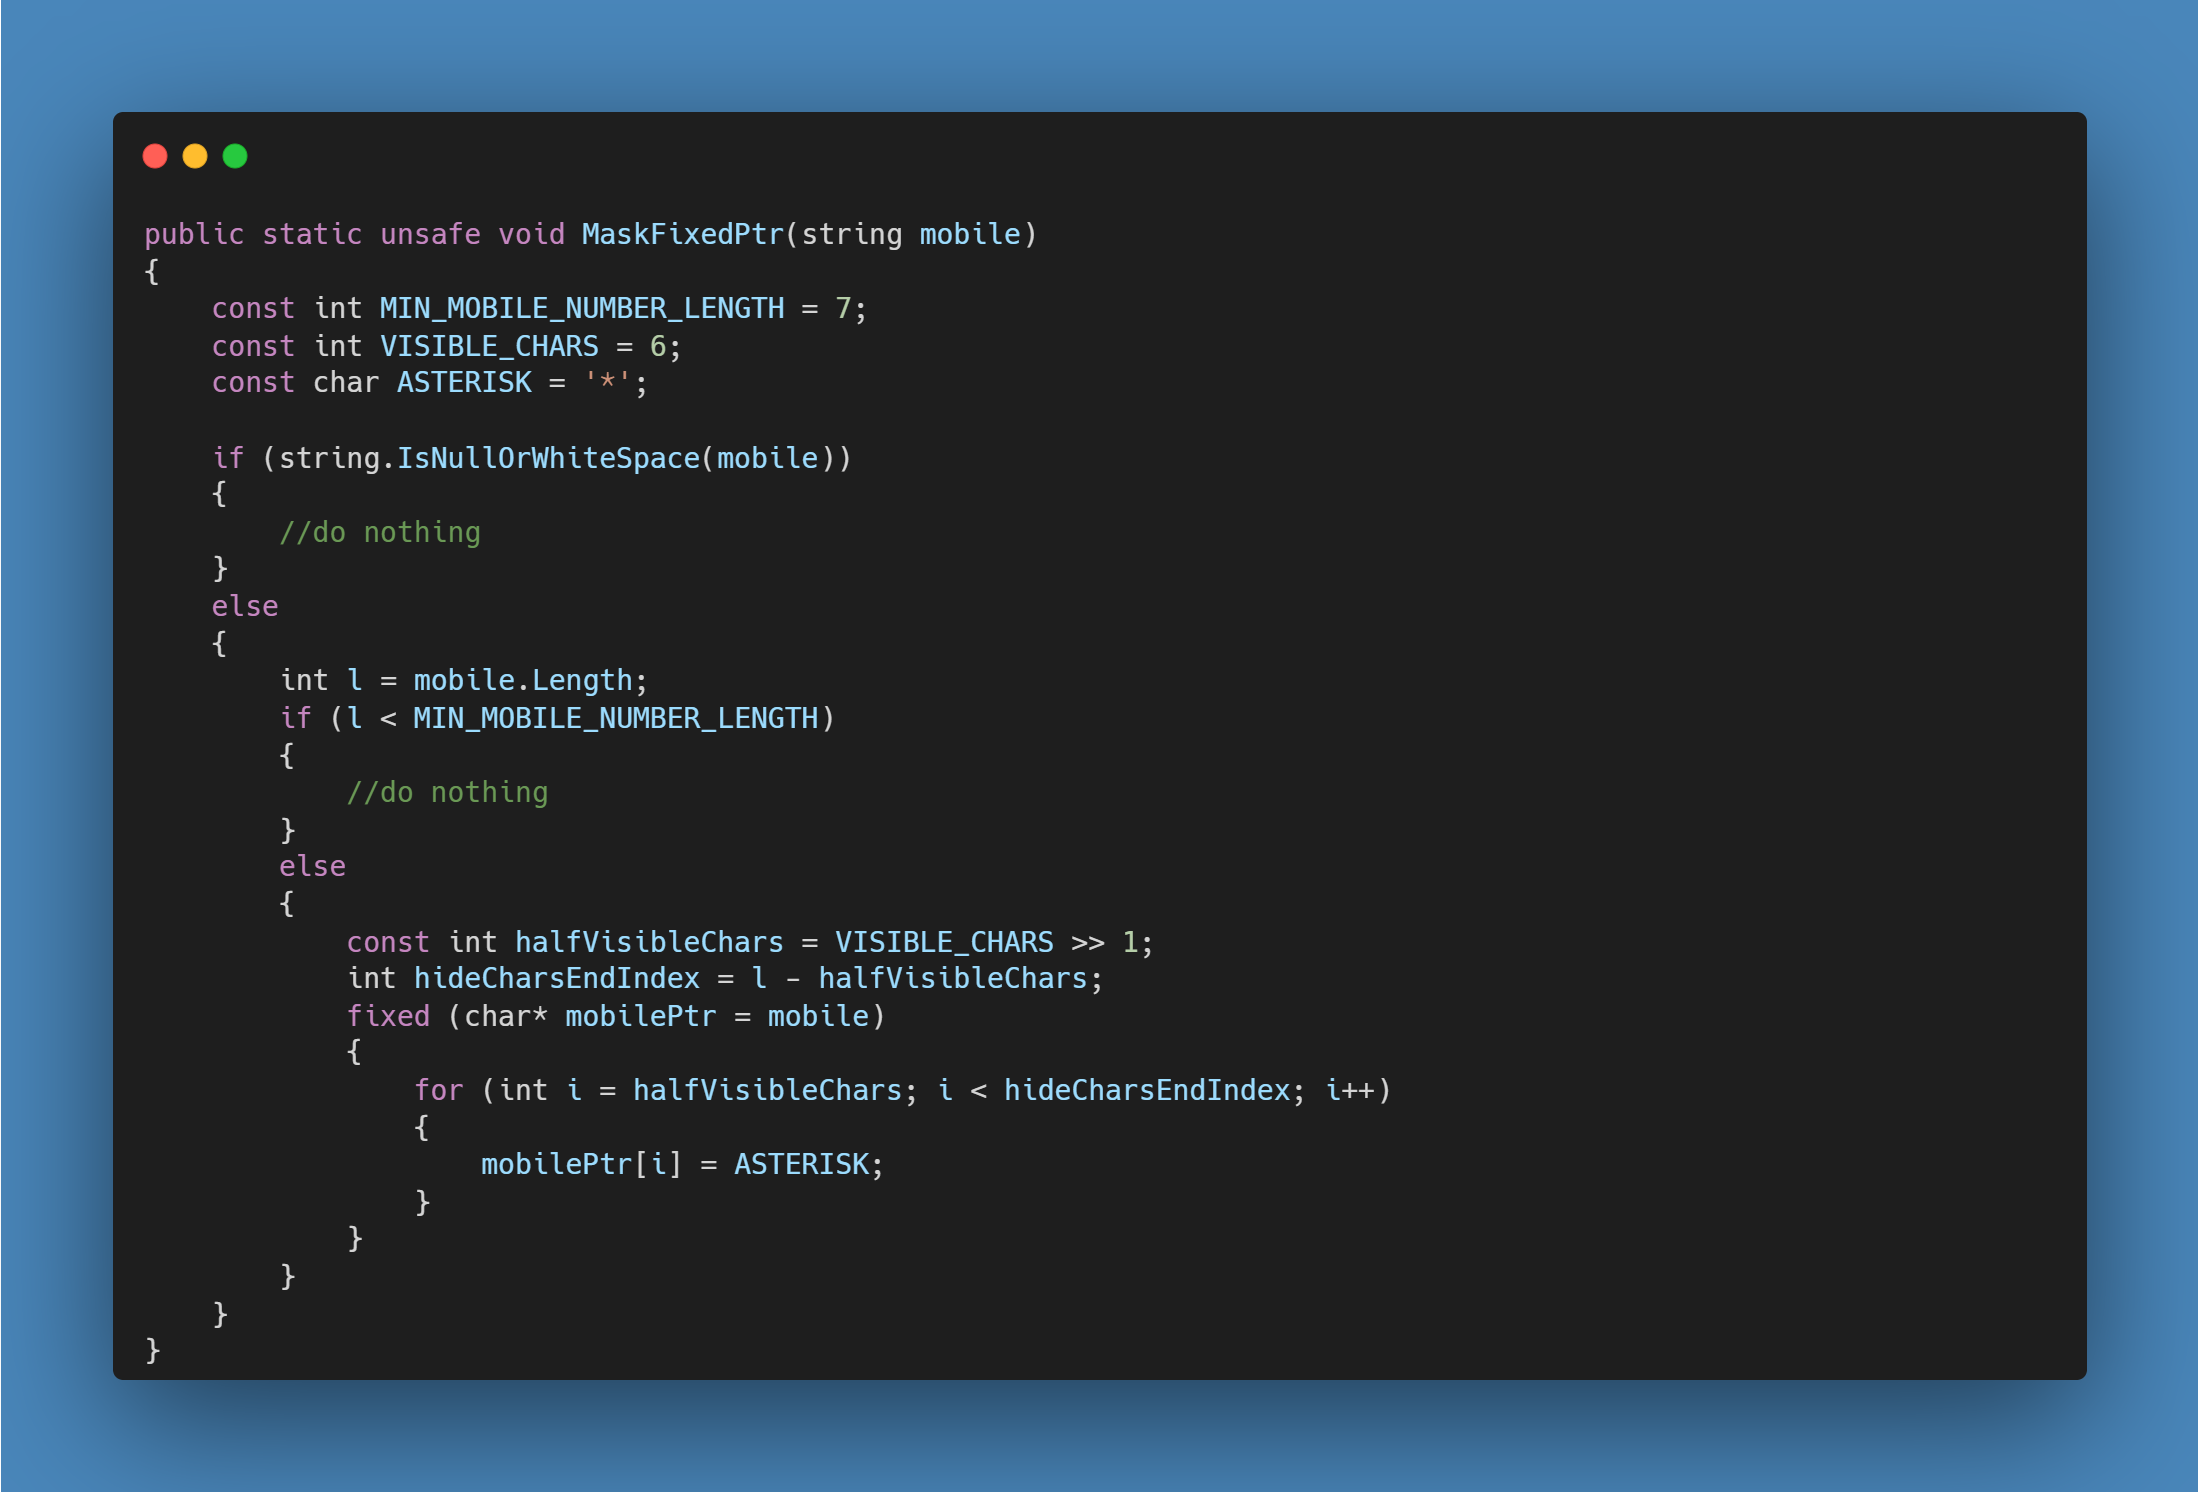 public static unsafe void MaskFixedPtr(string mobile)
{
    const int MIN_MOBILE_NUMBER_LENGTH = 7;
    const int VISIBLE_CHARS = 6;
    const char ASTERISK = '*';

    if (string.IsNullOrWhiteSpace(mobile))
    {
        //do nothing
    }
    else
    {
        int l = mobile.Length;
        if (l < MIN_MOBILE_NUMBER_LENGTH)
        {
            //do nothing
        }
        else
        {
            const int halfVisibleChars = VISIBLE_CHARS >> 1;
            int hideCharsEndIndex = l - halfVisibleChars;
            fixed (char* mobilePtr = mobile)
            {
                for (int i = halfVisibleChars; i < hideCharsEndIndex; i++)
                {
                    mobilePtr[i] = ASTERISK;
                }
            }
        }
    }
}